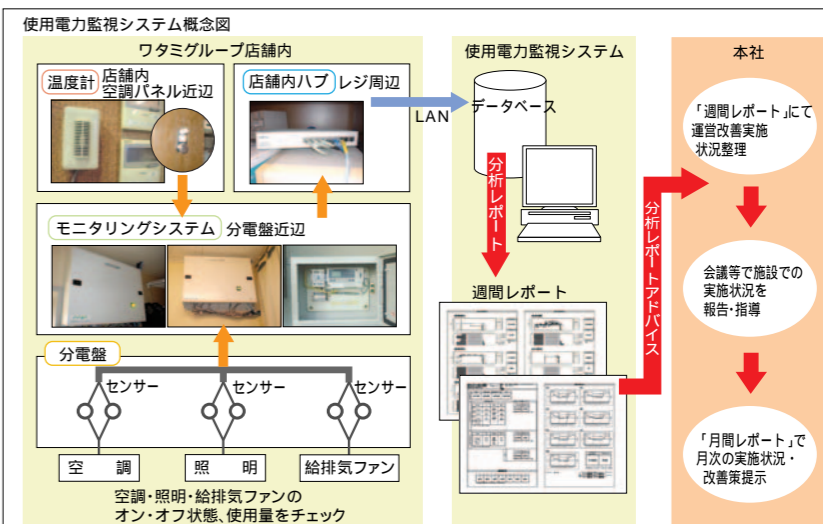 使用電力監視システム概念図
ワタミグループ店舗内
温度計
店舗内
空調パネル近辺
店舗内ハブ
レジ周辺
モニタリングシステム
分電盤近辺
分電盤
センサー
センサー
センサー
空　調
照　明
給排気ファン
空調・照明・給排気ファンの
オン・オフ状態、使用量をチェック
LAN
使用電力監視システム
データベース
分析レポート
週間レポート
分析レポートアドバイス
本社
「週間レポート」にて
運営改善実施
状況整理
会議等で施設での
実施状況を
報告・指導
「月間レポート」で
月次の実施状況・
改善策提示